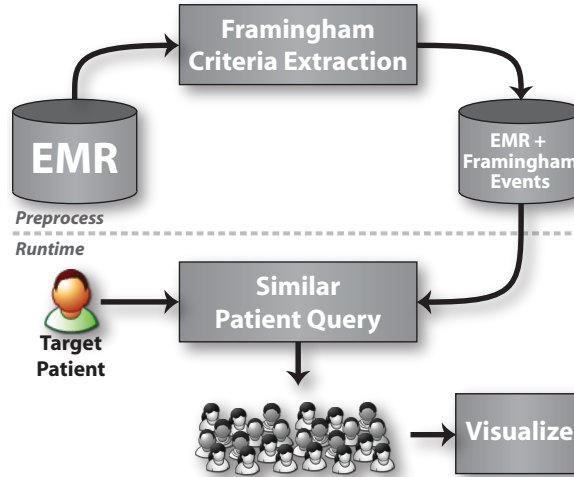 Framingham
Criteria Extraction
EMR
EMR +
Framingham
Events
Preprocess
Runtime
Target
Patient
Similar
Patient Query
Visualize